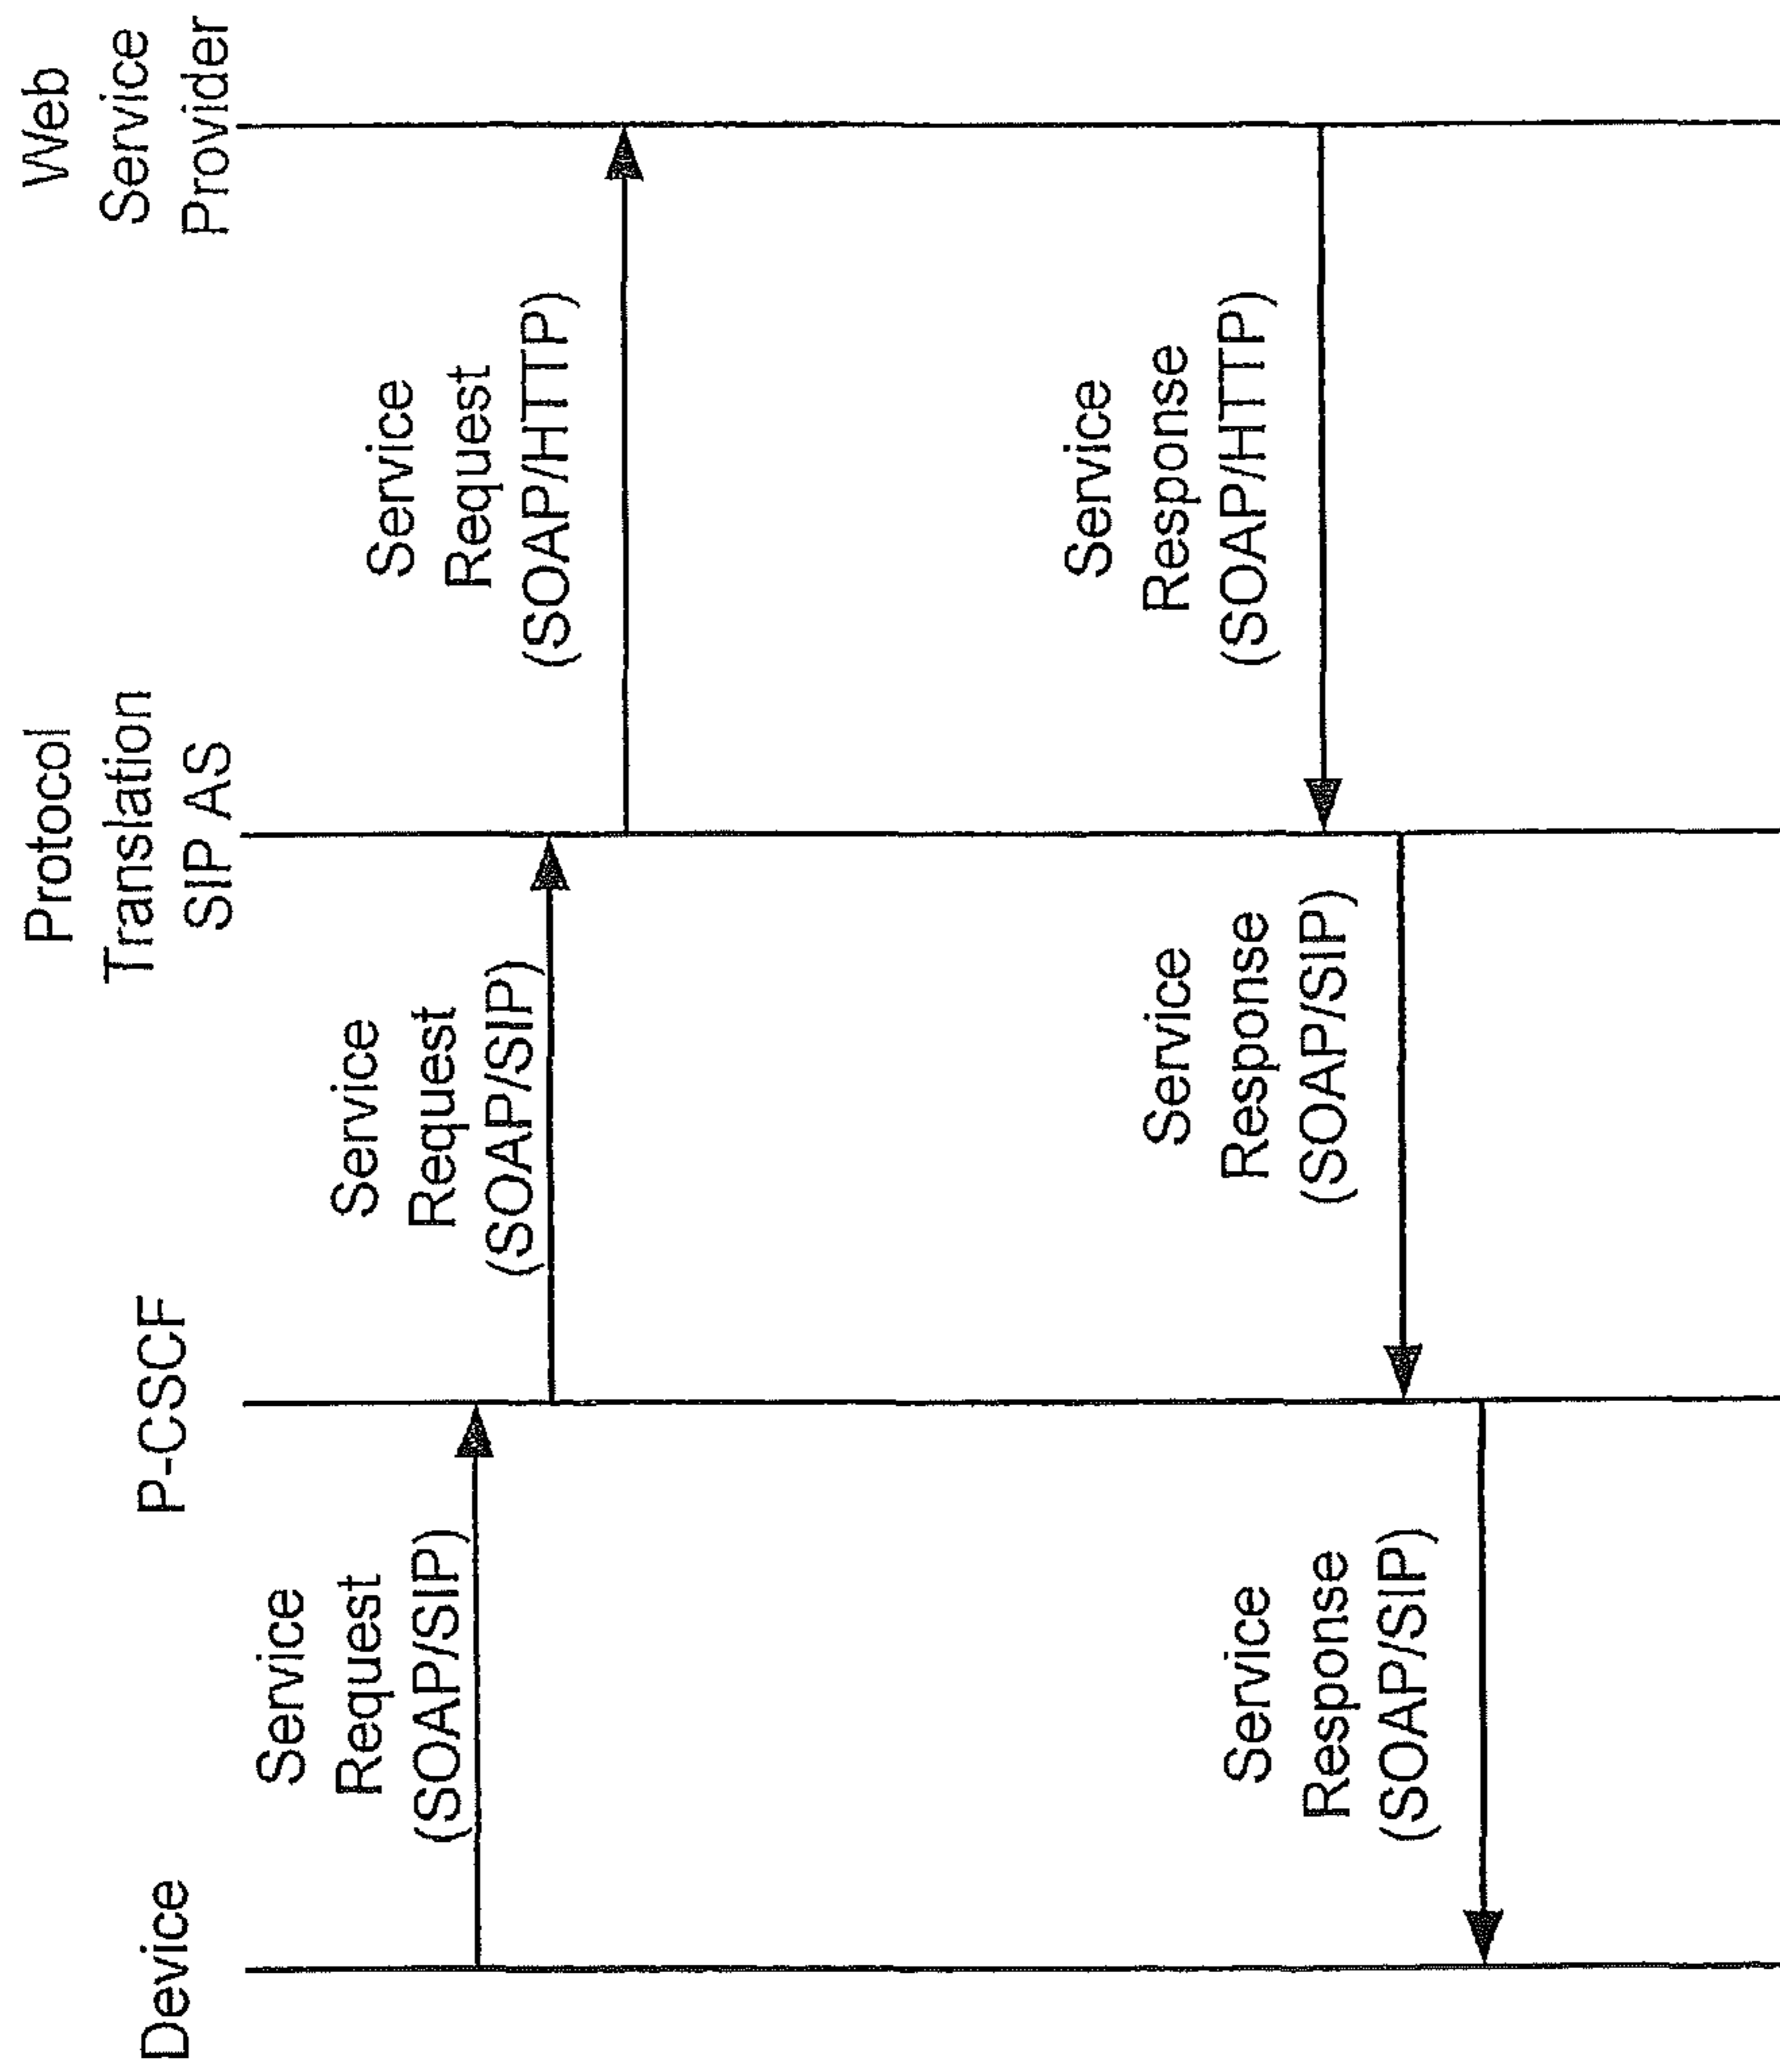 Device
P-CSCF
Protocol
Translation
SIP AS
Web
Service
Provider
Service
Request
(SOAP/SIP)
Service
Request
(SOAP/SIP)
Service
Request
(SOAP/HTTP)
Service
Response
(SOAP/HTTP)
Service
Response
(SOAP/SIP)
Service
Response
(SOAP/SIP)